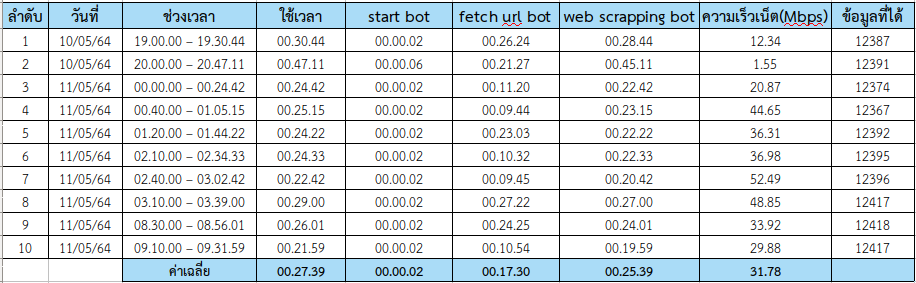 ลำดับ วันที่ ช่วงเวลา ใช้เวลา start bot fetch url bot web scrapping bot ความเร็วเน็ต(Mbps) ข้อมูลที่ได้
1 10/05/64 19.00.00 – 19.30.44 00.30.44 00.00.02 00.26.24 00.28.44 12.34 12387
2 10/05/64 20.00.00 – 20.47.11 00.47.11 00.00.06 00.21.27 00.45.11 1.55 12391
3 11/05/64 00.00.00 – 00.24.42 00.24.42 00.00.02 00.11.20 00.22.42 20.87 12374
4 11/05/64 00.40.00 – 01.05.15 00.25.15 00.00.02 00.09.44 00.23.15 44.65 12367
5 11/05/64 01.20.00 – 01.44.22 00.24.22 00.00.02 00.23.03 00.22.22 36.31 12392
6 11/05/64 02.10.00 – 02.34.33 00.24.33 00.00.02 00.10.32 00.22.33 36.98 12395
7 11/05/64 02.40.00 – 03.02.42 00.22.42 00.00.02 00.09.45 00.20.42 52.49 12396
8 11/05/64 03.10.00 – 03.39.00 00.29.00 00.00.02 00.27.22 00.27.00 48.85 12417
9 11/05/64 08.30.00 – 08.56.01 00.26.01 00.00.02 00.24.25 00.24.01 33.92 12418
10 11/05/64 09.10.00 – 09.31.59 00.21.59 00.00.02 00.10.54 00.19.59 29.88 12417
ค่าเฉลี่ย 00.27.39 00.00.02 00.17.30 00.25.39 31.78